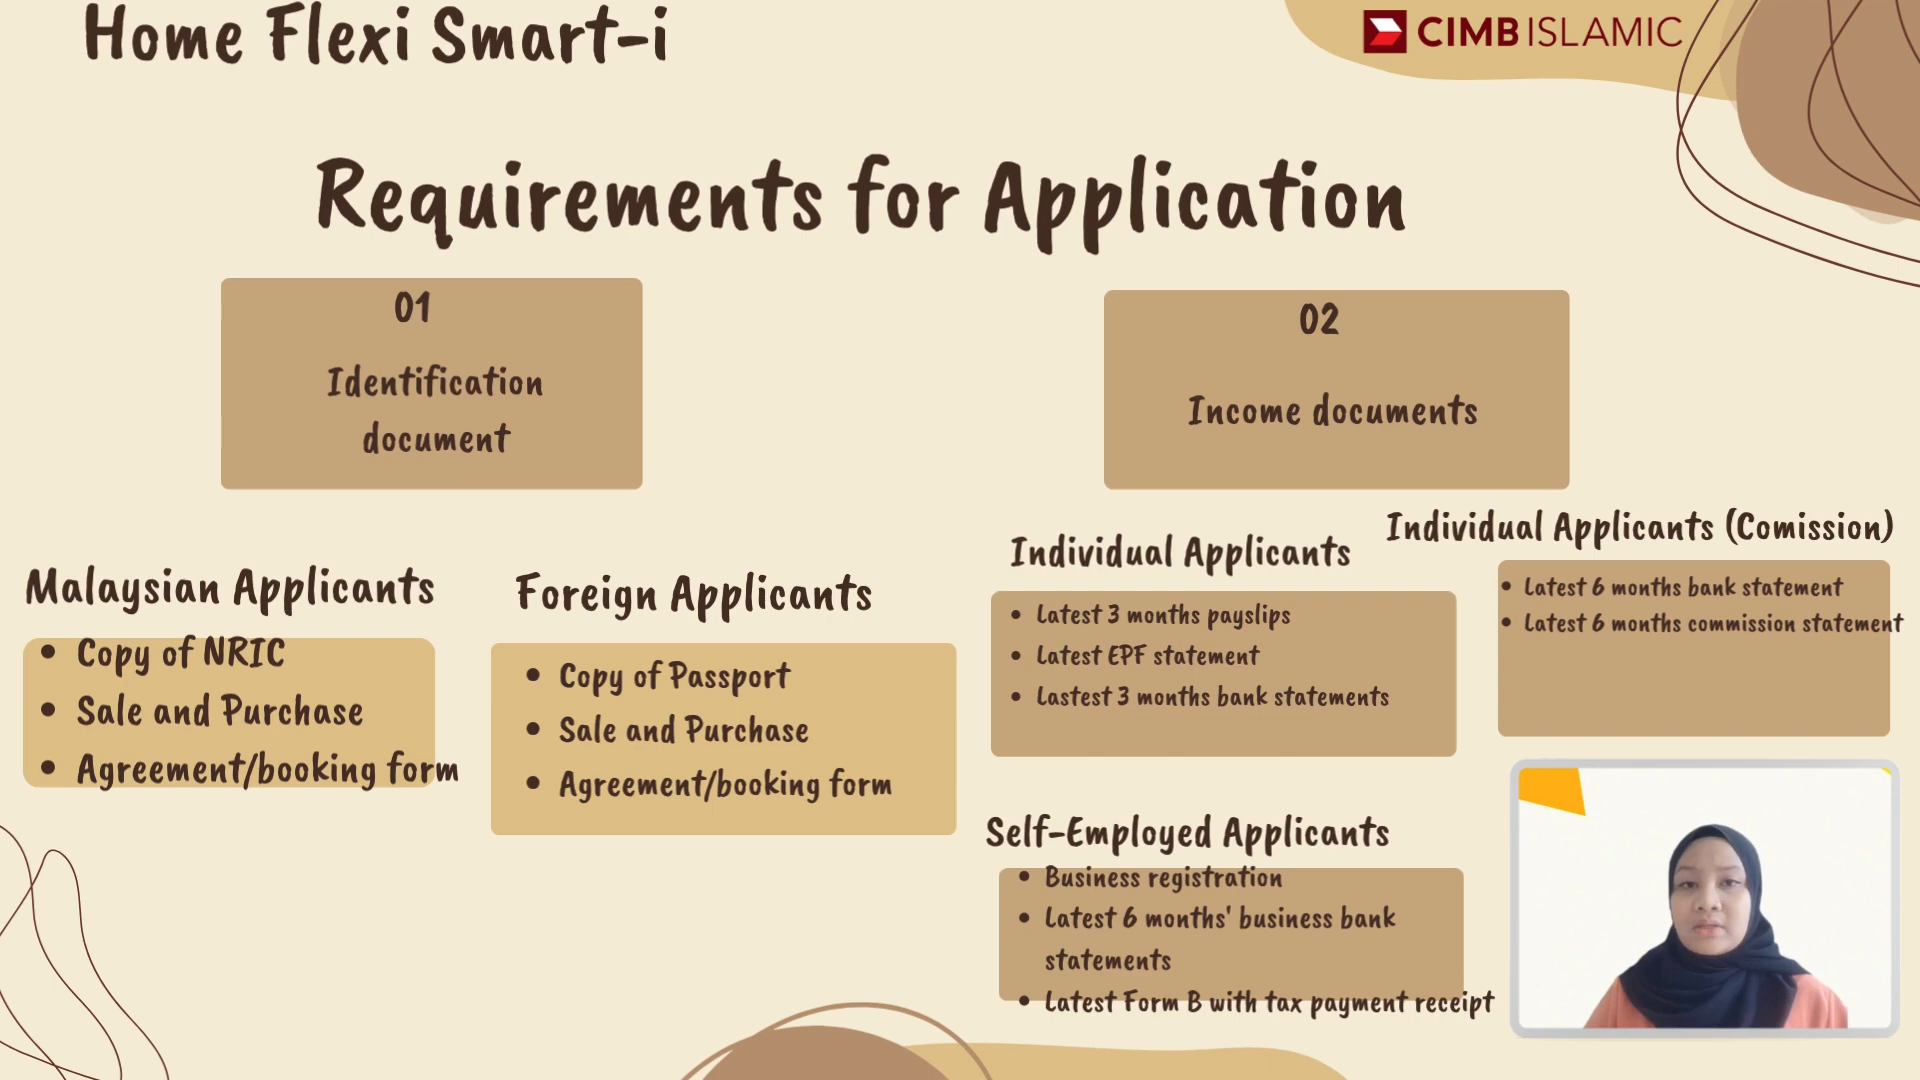 Home Flexi Smart-i
CIMB ISLAMIC
Requirements for Application
01
Identification
document
Malaysian Applicants
• Copy of NRIC
• Sale and Purchase
• Agreement/booking form
Foreign Applicants
• Copy of Passport
• Sale and Purchase
• Agreement/booking form
02
Income documents
Individual Applicants
• Latest 3 months payslips
• Latest EPF statement
• Lastest 3 months bank statements
Individual Applicants (Comission)
• Latest 6 months bank statement
• Latest 6 months commission statement
Self-Employed Applicants
• Business registration
• Latest 6 months' business bank
statements
• Latest Form B with tax payment receipt